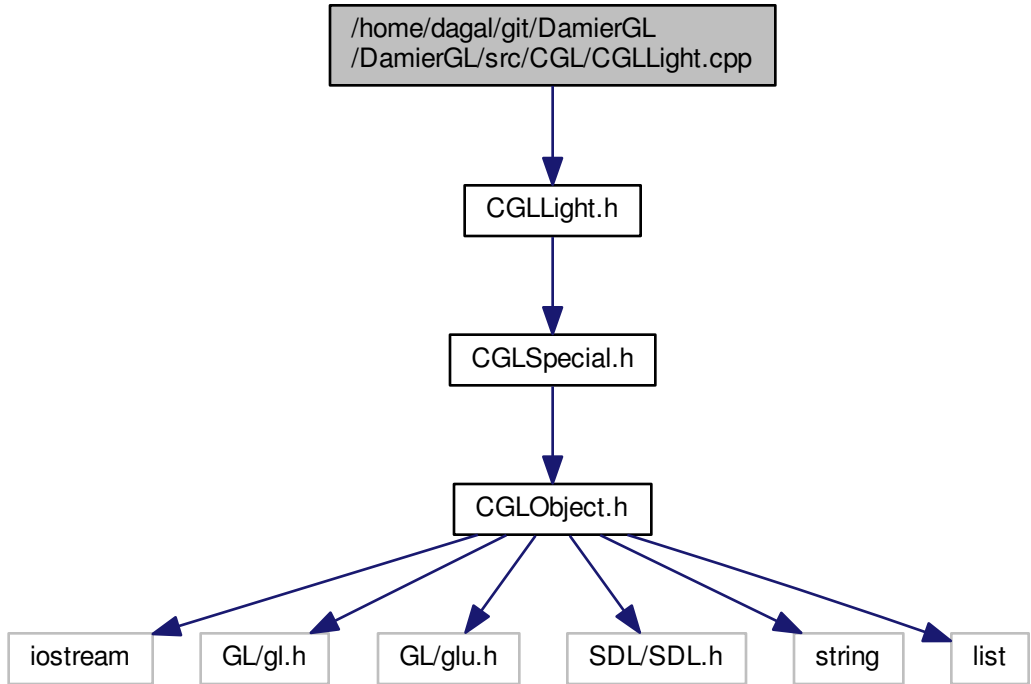 /home/dagal/git/DamierGL
/DamierGL/src/CGL/CGLLight.cpp
CGLLight.h
CGLSpecial.h
CGLObject.h
iostream
GL/gl.h
GL/glu.h
SDL/SDL.h
string
list